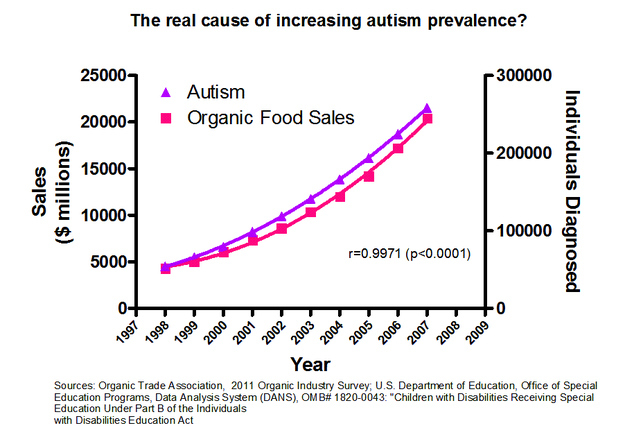 The real cause of increasing autism prevalence?
25000
20000
15000
10000
5000
0
Sales
($ millions)
Autism
Organic Food Sales
r=0.9971 (p<0.0001)
300000
200000
100000
0
Individuals Diagnosed
1997
1998
1999
2000
2001
2002
2003
2004
2005
2006
2007
2008
2009
Year
Sources: Organic Trade Association, 2011 Organic Industry Survey; U.S. Department of Education, Office of Special
Education Programs, Data Analysis System (DANS), OMB# 1820-0043: "Children with Disabilities Receiving Special
Education Under Part B of the Individuals
with Disabilities Education Act